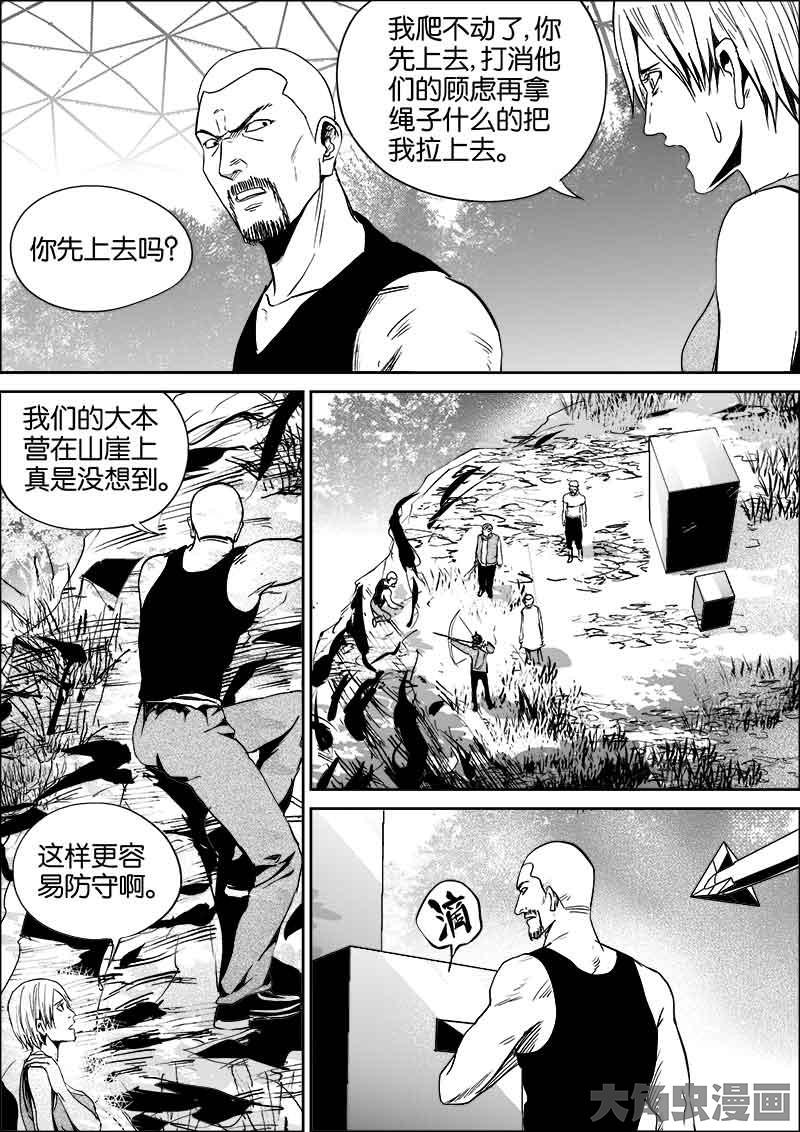 你先上去吗?
我爬不动了,你
先上去,打消他
们的顾虑再拿
绳子什么的把
我拉上去。
我们的大本
营在山崖上
真是没想到。
这样更容
易防守啊。
滴
大角虫漫画